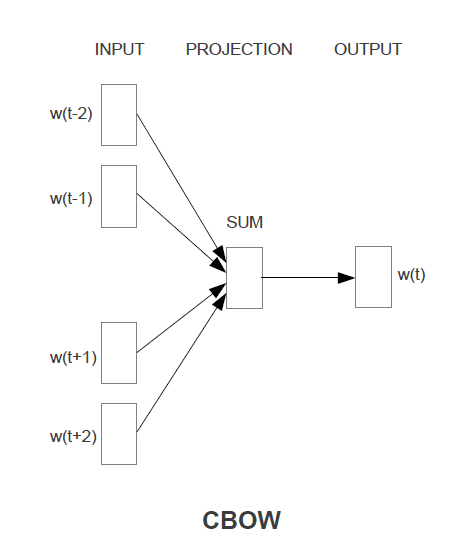 INPUT PROJECTION OUTPUT
w(t-2)
w(t-1)
SUM
w(t)
w(t+1)
w(t+2)
CBOW